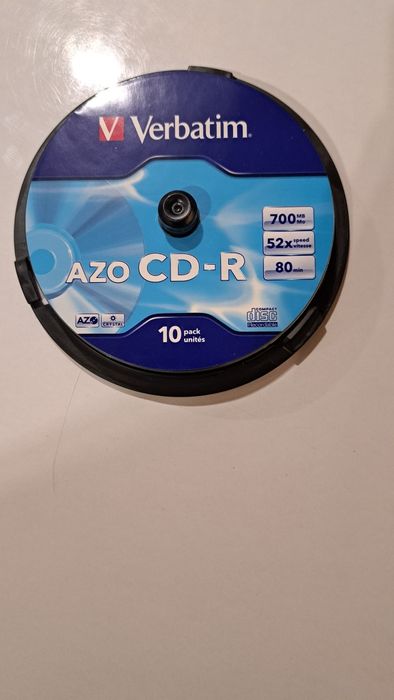 Verbatim
700 MB Mo
52x speed vitesse
80 min
AZO CD-R
AZO CRYSTAL
COMPACT disc Recordable
10 pack unités